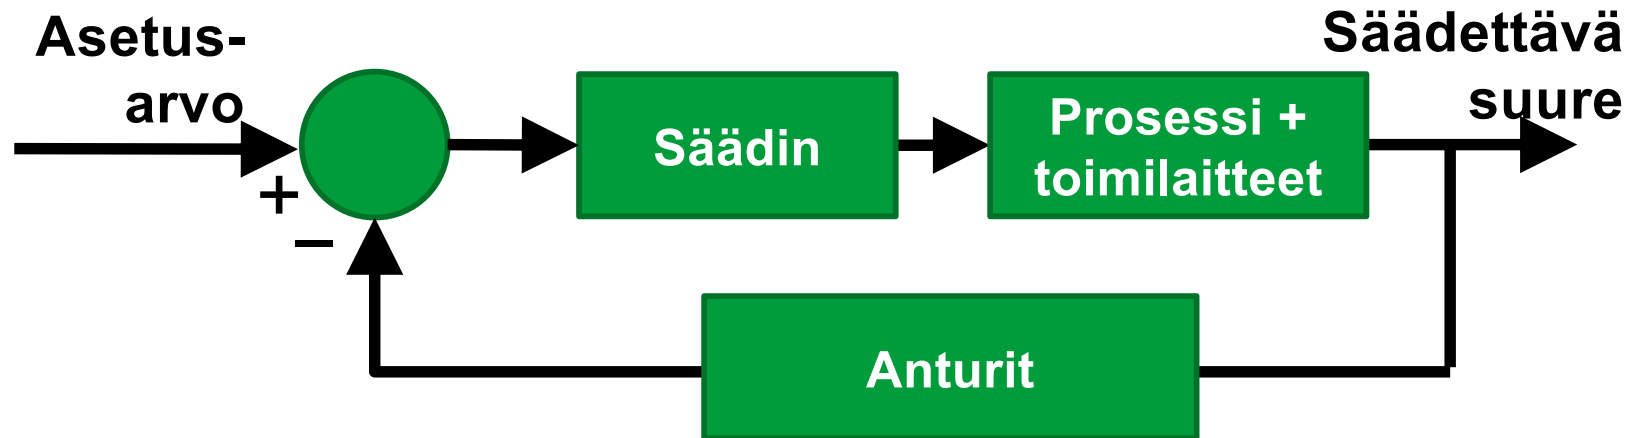 Asetus-
arvo
+
–
Säädin
Prosessi +
toimilaitteet
Säädettävä
suure
Anturit